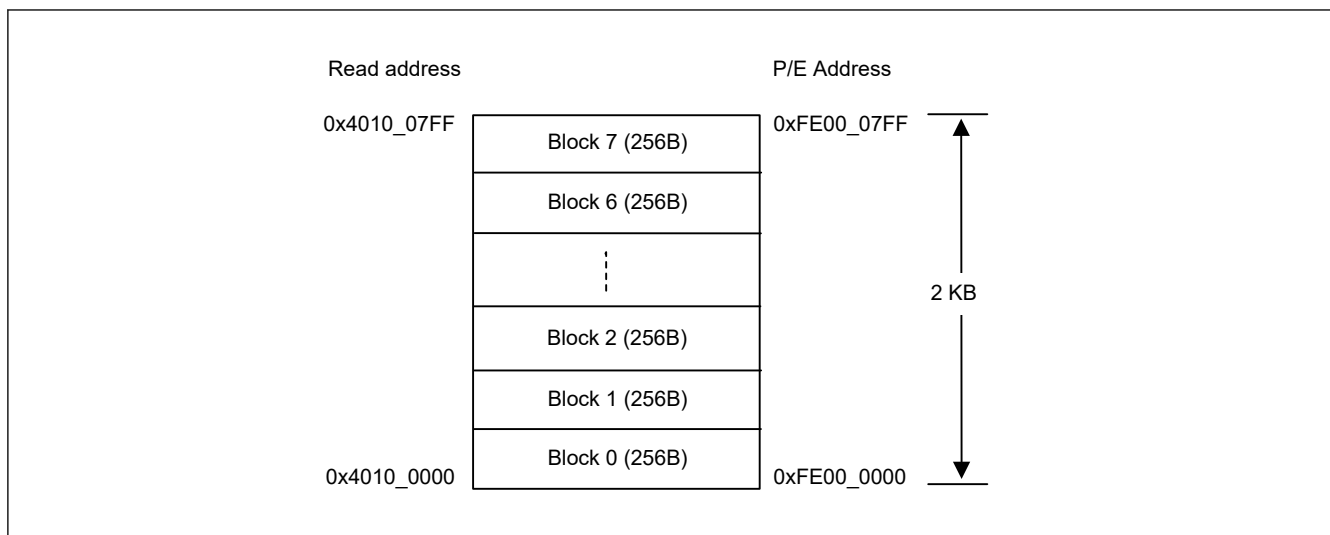 Read address
P/E Address
0x4010_07FF
Block 7 (256B)
0xFE00_07FF
Block 6 (256B)
2 KB
Block 2 (256B)
Block 1 (256B)
Block 0 (256B)
0x4010_0000
0xFE00_0000